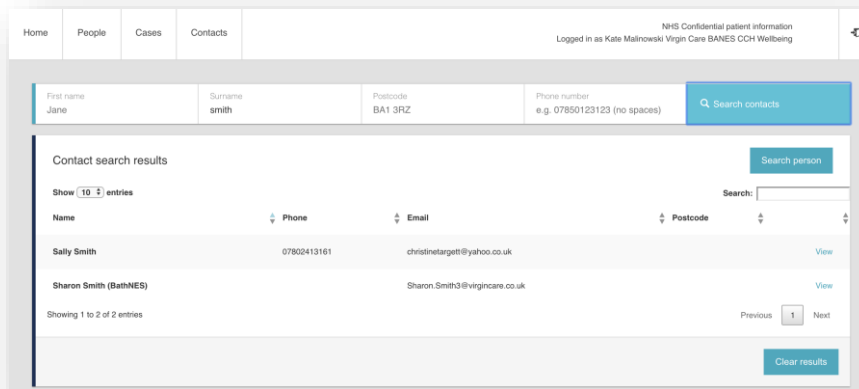 NHS Confidential patient information
Home People Cases Contacts
Logged in as Kate Malinowski Virgin Care BANES CCH Wellbeing
First name Surname Postcode Phone number
Jane smith BA1 3RZ e.g. 07850123123 (no spaces) Search contacts
Contact search results Search person
Show 10 entries Search:
Name Phone Email Postcode
Sally Smith 07802413161 christinetargett@yahoo.co.uk View
Sharon Smith (BathNES) Sharon.Smith3@virgincare.co.uk View
Showing 1 to 2 of 2 entries Previous 1 Next
Clear results